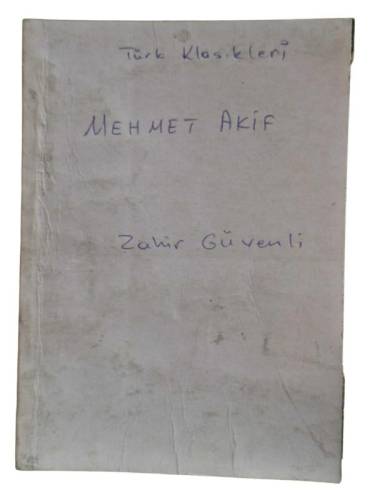 Türk Klasikleri
MEHMET AKİF
Zahir Güvenli